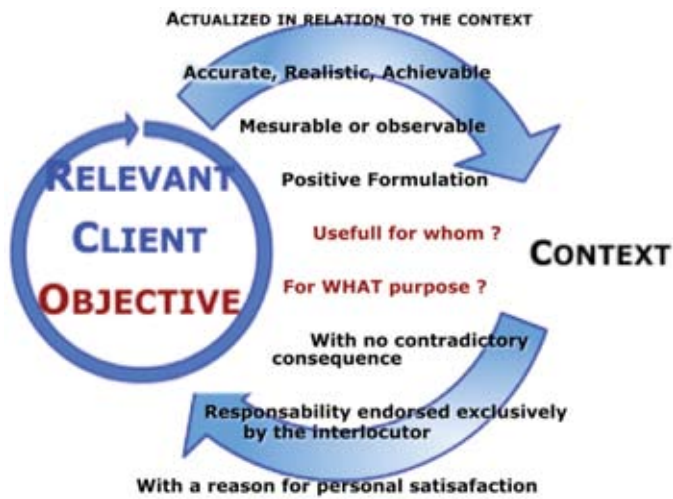 ACTUALIZED IN RELATION TO THE CONTEXT
Accurate, Realistic, Achievable
Mesurable or observable
Positive Formulation
RELEVANT
CLIENT
OBJECTIVE
Usefull for whom ?
For WHAT purpose ?
CONTEXT
With no contradictory
consequence
Responsability endorsed exclusively
by the interlocutor
With a reason for personal satisafaction